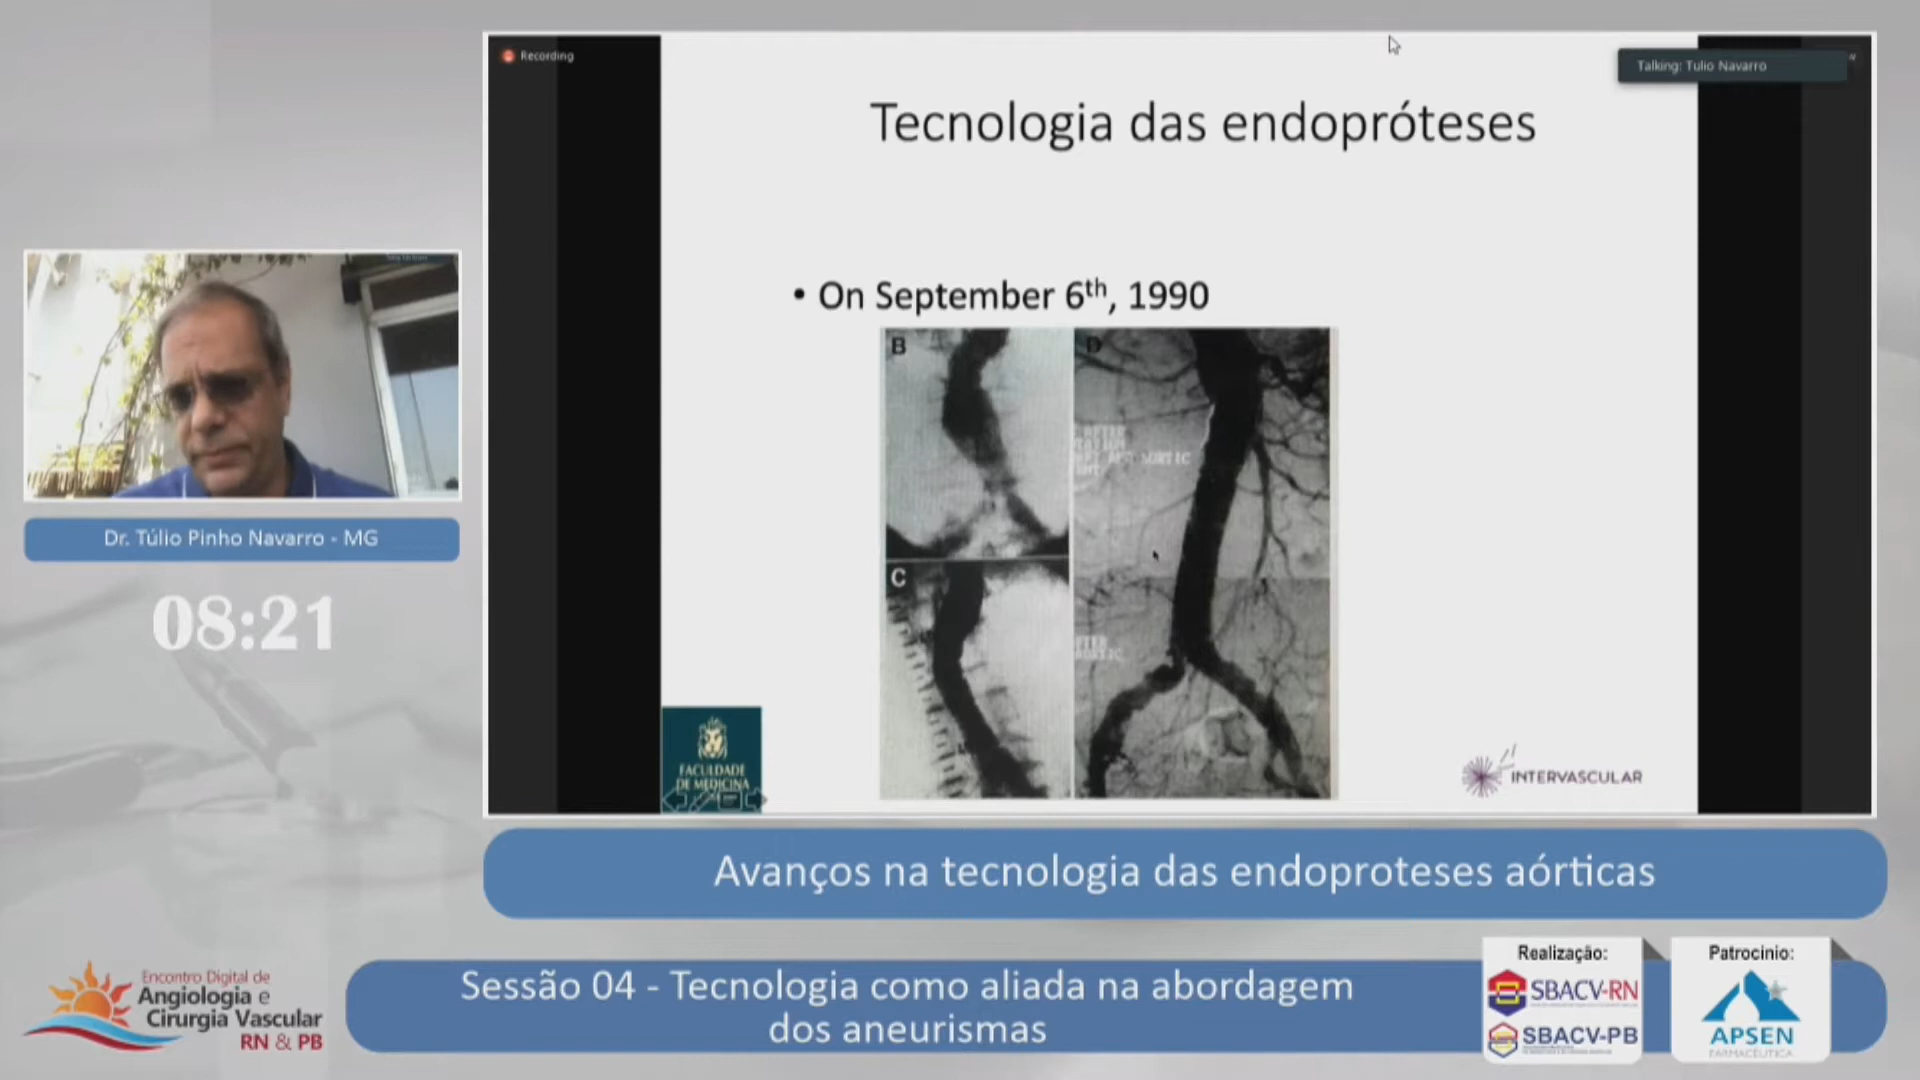 Recording
Talking: Tulio Navarro
Tecnologia das endopróteses
• On September 6th, 1990
B
D
AORTIC
C
FACULDADE
DE MEDICINA
INTERVASCULAR
Dr. Túlio Pinho Navarro - MG
08:21
Avanços na tecnologia das endoproteses aórticas
Encontro Digital de
Angiologia e
Cirurgia Vascular
RN & PB
Sessão 04 - Tecnologia como aliada na abordagem
dos aneurismas
Realização:
SBACV-RN
SBACV-PB
Patrocinio:
APSEN
FARMACÊUTICA